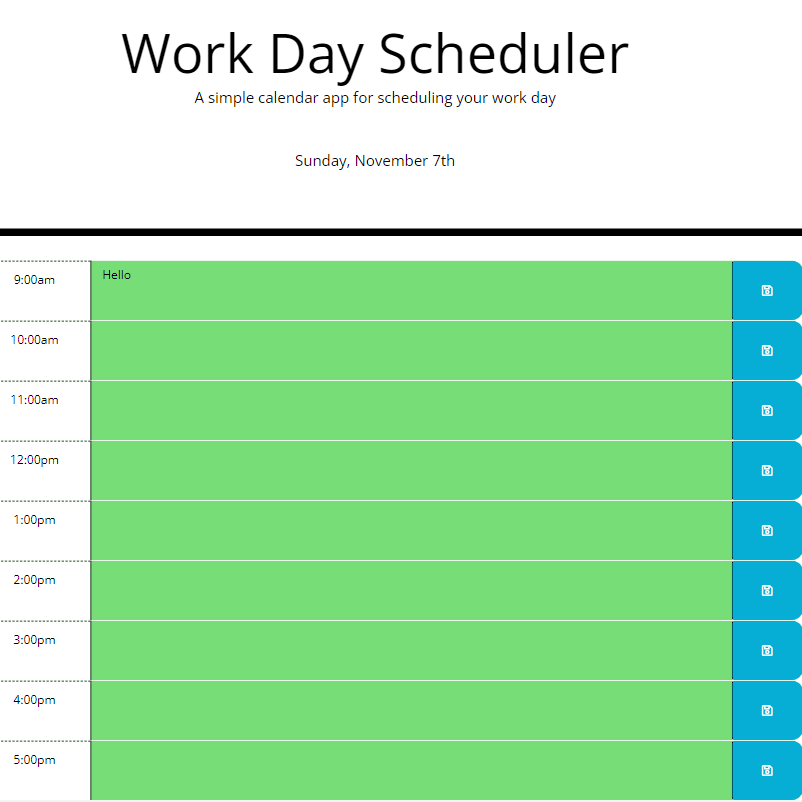 Work Day Scheduler
A simple calendar app for scheduling your work day
Sunday, November 7th
9:00am Hello
10:00am
11:00am
12:00pm
1:00pm
2:00pm
3:00pm
4:00pm
5:00pm